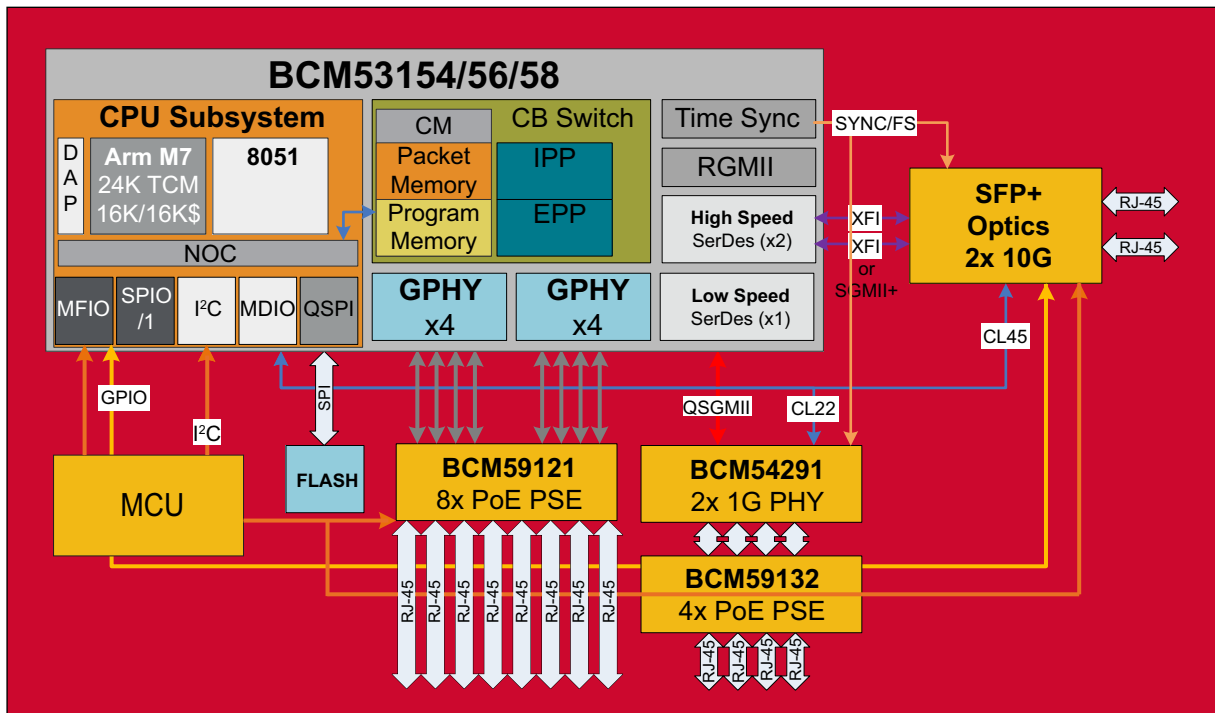 BCM53154/56/58
CPU Subsystem
D
A
P
Arm M7
24K TCM
16K/16K$
8051
NOC
MFIO
SPIO
/1
I²C
MDIO
QSPI
CM
CB Switch
Packet
Memory
Program
Memory
IPP
EPP
GPHY
x4
GPHY
x4
Time Sync
RGMII
High Speed
SerDes (x2)
Low Speed
SerDes (x1)
SYNC/FS
XFI
XFI
or
SGMII+
SFP+
Optics
2x 10G
RJ-45
RJ-45
CL45
GPIO
I²C
SPI
QSGMII
CL22
MCU
FLASH
BCM59121
8x PoE PSE
BCM54291
2x 1G PHY
BCM59132
4x PoE PSE
RJ-45
RJ-45
RJ-45
RJ-45
RJ-45
RJ-45
RJ-45
RJ-45
RJ-45
RJ-45
RJ-45
RJ-45